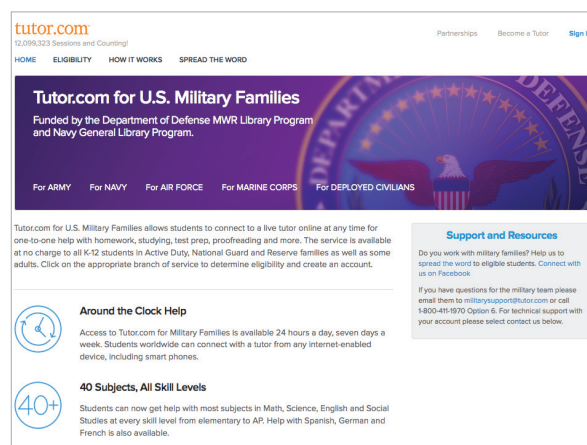 tutor.com
12,099,323 Sessions and Counting!
Partnerships Become a Tutor Sign
HOME ELIGIBILITY HOW IT WORKS SPREAD THE WORD
Tutor.com for U.S. Military Families
Funded by the Department of Defense MWR Library Program
and Navy General Library Program.
DEPARTMENT DEFENSE
For ARMY For NAVY For AIR FORCE For MARINE CORPS For DEPLOYED CIVILIANS
Tutor.com for U.S. Military Families allows students to connect to a live tutor online at any time for
one-to-one help with homework, studying, test prep, proofreading and more. The service is available
at no charge to all K-12 students in Active Duty, National Guard and Reserve families as well as some
adults. Click on the appropriate branch of service to determine eligibility and create an account.
Support and Resources
Do you work with military families? Help us to
spread the word to eligible students. Connect with
us on Facebook
If you have questions for the military team please
email them to militarysupport@tutor.com or call
1-800-411-1970 Option 6. For technical support with
your account please select contact us below.
Around the Clock Help
Access to Tutor.com for Military Families is available 24 hours a day, seven days a
week. Students worldwide can connect with a tutor from any internet-enabled
device, including smart phones.
40+
40 Subjects, All Skill Levels
Students can now get help with most subjects in Math, Science, English and Social
Studies at every skill level from elementary to AP. Help with Spanish, German and
French is also available.